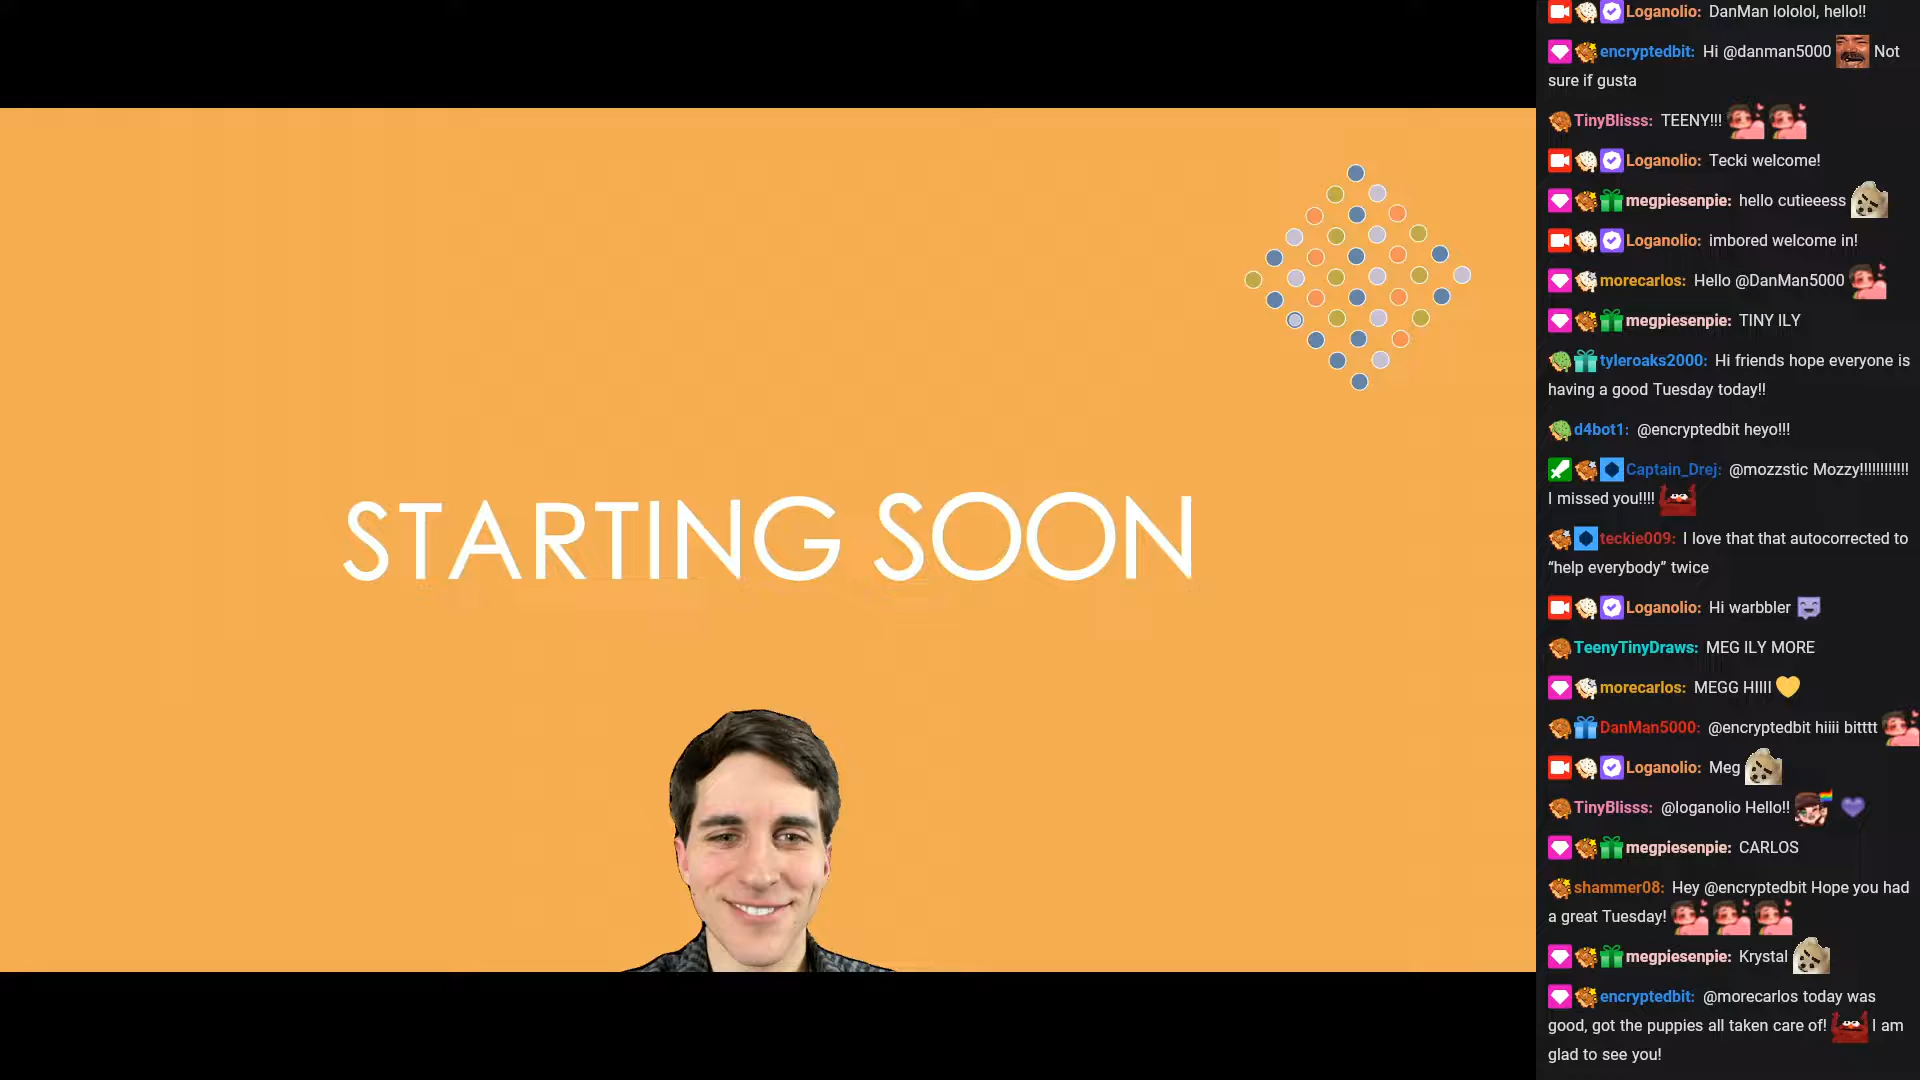 STARTING SOON
Loganolio: DanMan lololol, hello!!
encryptedbit: Hi @danman5000 Not
sure if gusta
TinyBlisss: TEENY!!!
Loganolio: Tecki welcome!
megpiesenpie: hello cutieeess
Loganolio: imbored welcome in!
morecarlos: Hello @DanMan5000
megpiesenpie: TINY ILY
tyleroaks2000: Hi friends hope everyone is
having a good Tuesday today!!
d4bot1: @encryptedbit heyo!!!
Captain_Drej: @mozzstic Mozzy!!!!!!!!!!!!
I missed you!!!!
teckie009: I love that that autocorrected to
“help everybody” twice
Loganolio: Hi warbbler
TeenyTinyDraws: MEG ILY MORE
morecarlos: MEGG HIIII
DanMan5000: @encryptedbit hiiii bitttt
Loganolio: Meg
TinyBlisss: @loganolio Hello!!
megpiesenpie: CARLOS
shammer08: Hey @encryptedbit Hope you had
a great Tuesday!
megpiesenpie: Krystal
encryptedbit: @morecarlos today was
good, got the puppies all taken care of! I am
glad to see you!